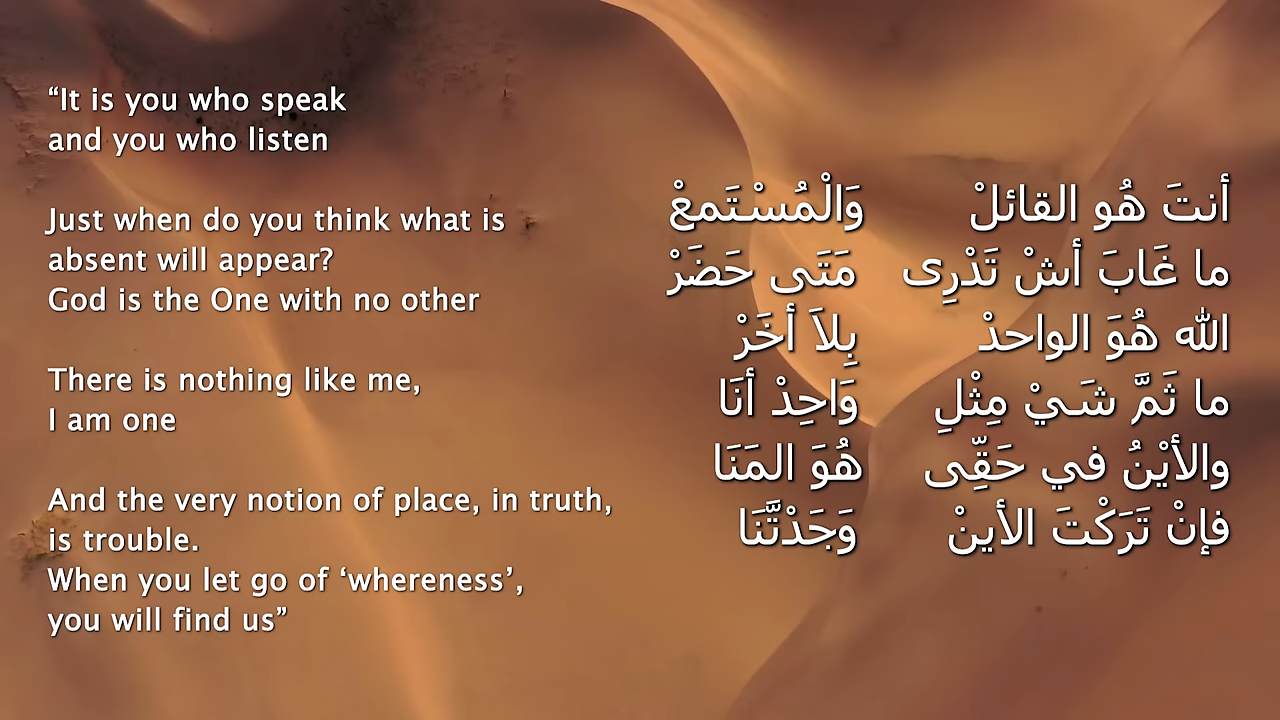 “It is you who speak
and you who listen
Just when do you think what is
absent will appear?
God is the One with no other
There is nothing like me,
I am one
And the very notion of place, in truth,
is trouble.
When you let go of ‘whereness’,
you will find us”
أنتَ هُو القائلْ وَالْمُسْتَمعْ
ما غَابَ أشْ تَدْرِى مَتَى حَضَرْ
الله هُوَ الواحدْ بِلاَ أخَرْ
ما ثَمَّ شَيْ مِثْلِ وَاحِدْ أنَا
والأيْنُ في حَقِّى هُوَ المَنَا
فإنْ تَرَكْتَ الأينْ وَجَدْتَّنَا